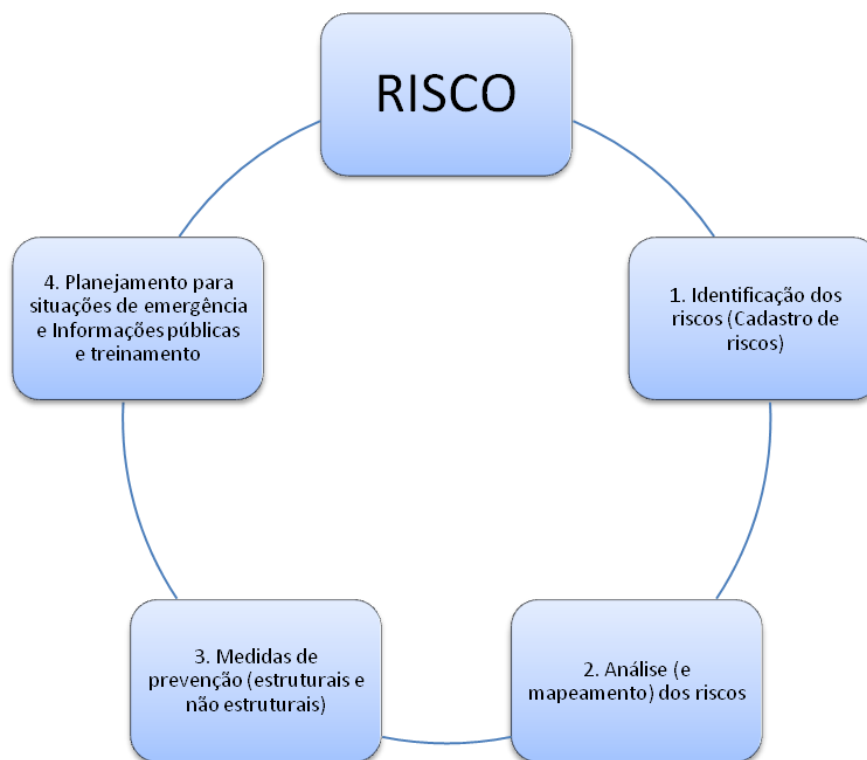 RISCO
1. Identificação dos
riscos (Cadastro de
riscos)
2. Análise (e
mapeamento) dos riscos
3. Medidas de
prevenção (estruturais e
não estruturais)
4. Planejamento para
situações de emergência
e Informações públicas
e treinamento